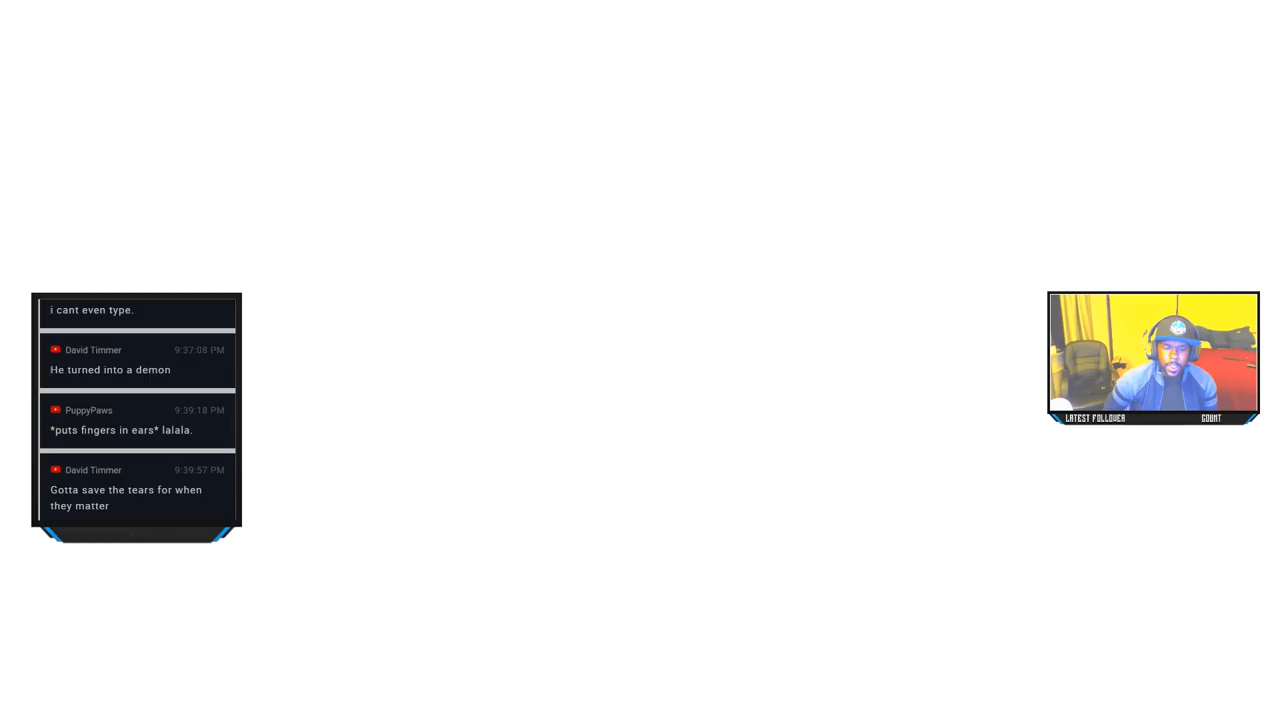 i cant even type.
David Timmer 9:37:08 PM
He turned into a demon
PuppyPaws 9:39:18 PM
*puts fingers in ears* lalala.
David Timmer 9:39:57 PM
Gotta save the tears for when
they matter
LATEST FOLLOVER COUNT